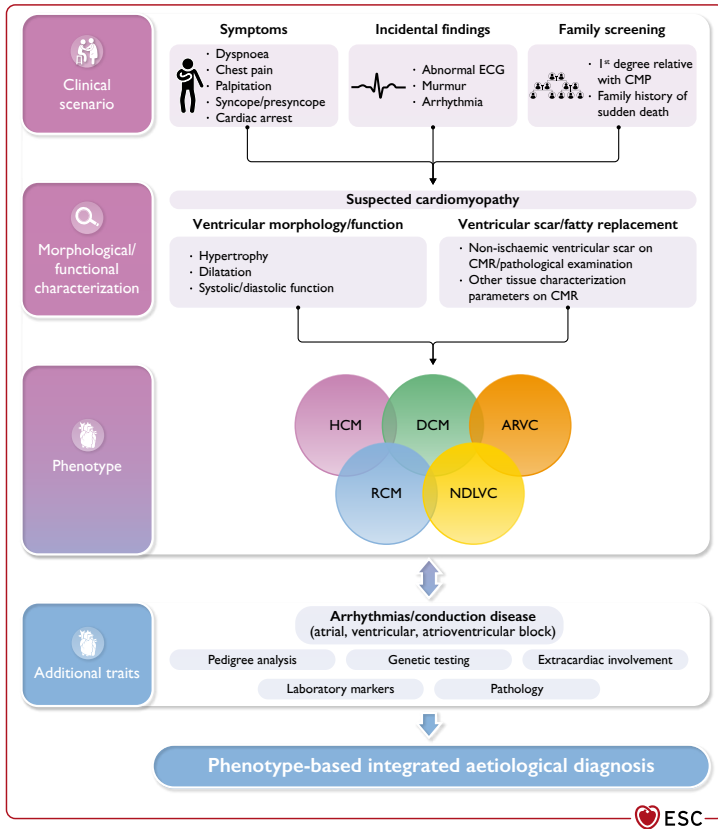 Clinical
scenario
Symptoms
· Dyspnoea
· Chest pain
· Palpitation
· Syncope/presyncope
· Cardiac arrest
Incidental findings
· Abnormal ECG
· Murmur
· Arrhythmia
Family screening
· 1st degree relative
with CMP
· Family history of
sudden death
Morphological/
functional
characterization
Suspected cardiomyopathy
Ventricular morphology/function
· Hypertrophy
· Dilatation
· Systolic/diastolic function
Ventricular scar/fatty replacement
· Non-ischaemic ventricular scar on
CMR/pathological examination
· Other tissue characterization
parameters on CMR
Phenotype
HCM
DCM
ARVC
RCM
NDLVC
Additional traits
Arrhythmias/conduction disease
(atrial, ventricular, atrioventricular block)
Pedigree analysis
Genetic testing
Extracardiac involvement
Laboratory markers
Pathology
Phenotype-based integrated aetiological diagnosis
ESC